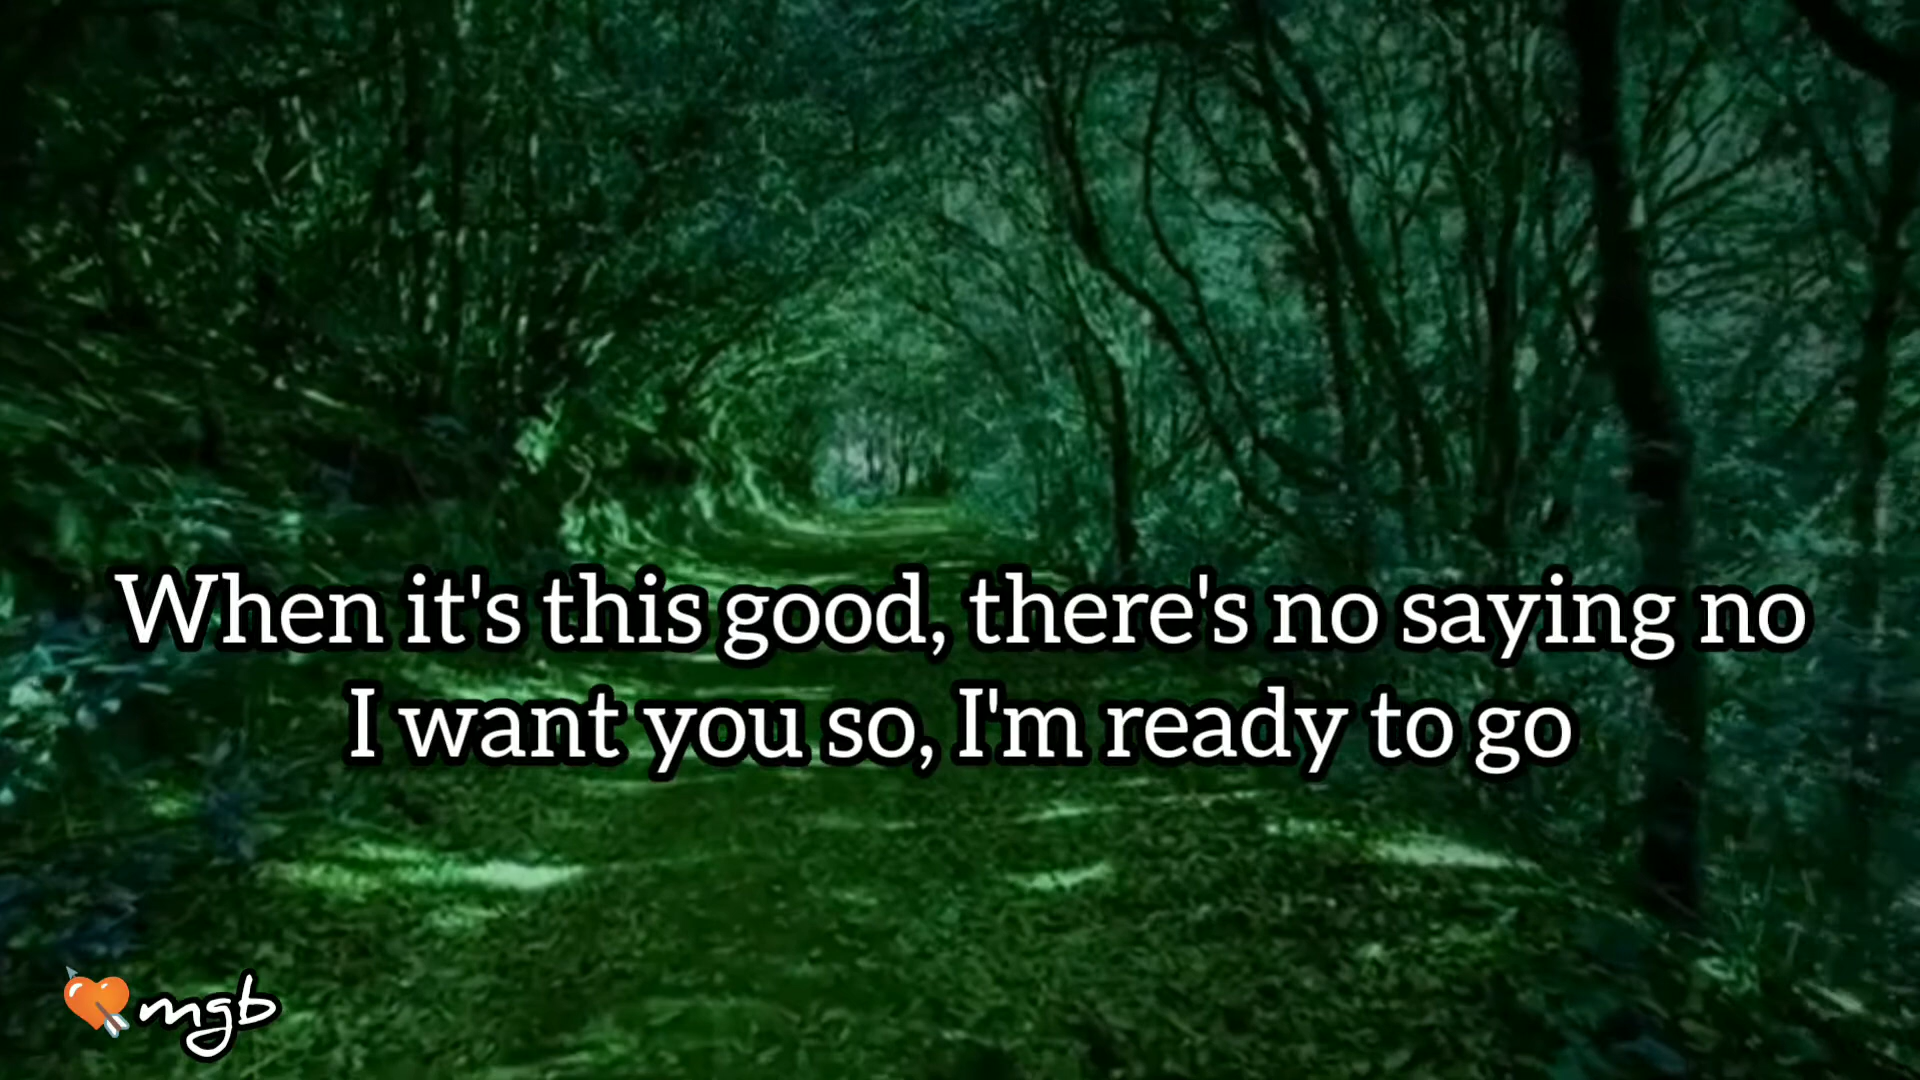 When it's this good, there's no saying no
I want you so, I'm ready to go
mgb